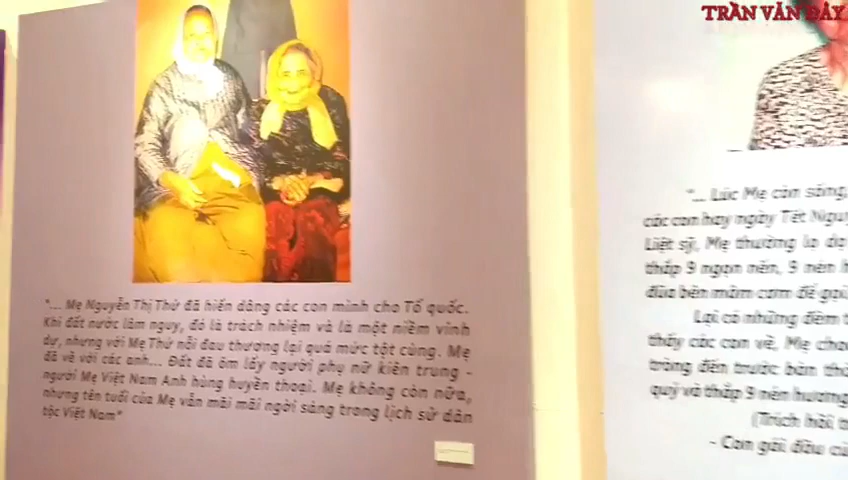 TRẦN VĂN ĐÂY
"... Mẹ Nguyễn Thị Thứ đã hiến dâng các con mình cho Tổ quốc.
Khi đất nước lâm nguy, đó là trách nhiệm và là một niềm vinh
dự, nhưng với Mẹ Thứ nỗi đau thương lại quá mức tột cùng. Mẹ
đã về với các anh... Đất đã ôm lấy người phụ nữ kiên trung -
người Mẹ Việt Nam Anh hùng huyền thoại. Mẹ không còn nữa,
nhưng tên tuổi của Mẹ vẫn mãi mãi ngời sáng trong lịch sử dân
tộc Việt Nam"
"... Lúc Mẹ còn sống,
các con hay ngày Tết Nguy
Liệt sỹ, Mẹ thường lo dọ
thắp 9 ngọn nến, 9 nén h
đũa bên mâm cơm để gọi
Lại có những đêm t
thấy các con về, Mẹ cho
tràng đến trước bàn thờ
quỳ và thắp 9 nén hương
(Trích hồi
- Con gái đầu củ